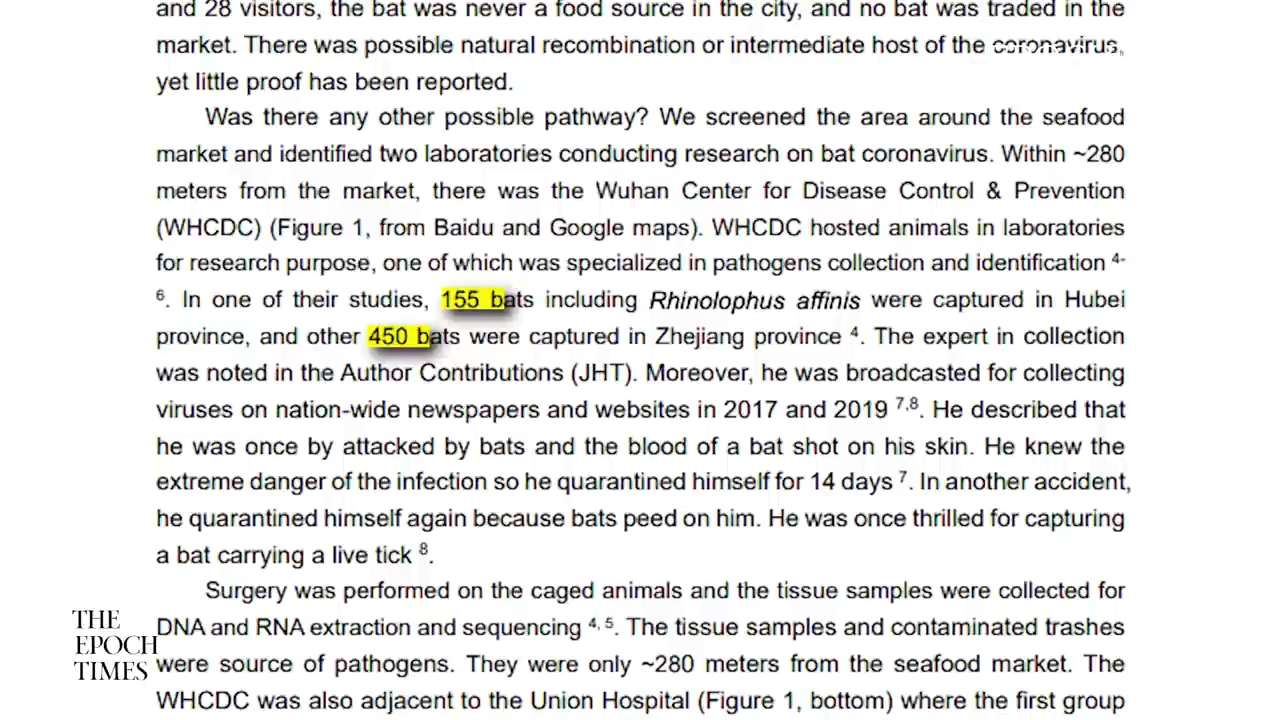 and 28 visitors, the bat was never a food source in the city, and no bat was traded in the
market. There was possible natural recombination or intermediate host of the coronavirus,
yet little proof has been reported.
Was there any other possible pathway? We screened the area around the seafood
market and identified two laboratories conducting research on bat coronavirus. Within ~280
meters from the market, there was the Wuhan Center for Disease Control & Prevention
(WHCDC) (Figure 1, from Baidu and Google maps). WHCDC hosted animals in laboratories
for research purpose, one of which was specialized in pathogens collection and identification 4-
6. In one of their studies, 155 bats including Rhinolophus affinis were captured in Hubei
province, and other 450 bats were captured in Zhejiang province 4. The expert in collection
was noted in the Author Contributions (JHT). Moreover, he was broadcasted for collecting
viruses on nation-wide newspapers and websites in 2017 and 2019 7,8. He described that
he was once by attacked by bats and the blood of a bat shot on his skin. He knew the
extreme danger of the infection so he quarantined himself for 14 days 7. In another accident,
he quarantined himself again because bats peed on him. He was once thrilled for capturing
a bat carrying a live tick 8.
Surgery was performed on the caged animals and the tissue samples were collected for
DNA and RNA extraction and sequencing 4, 5. The tissue samples and contaminated trashes
were source of pathogens. They were only ~280 meters from the seafood market. The
WHCDC was also adjacent to the Union Hospital (Figure 1, bottom) where the first group
THE
EPOCH
TIMES